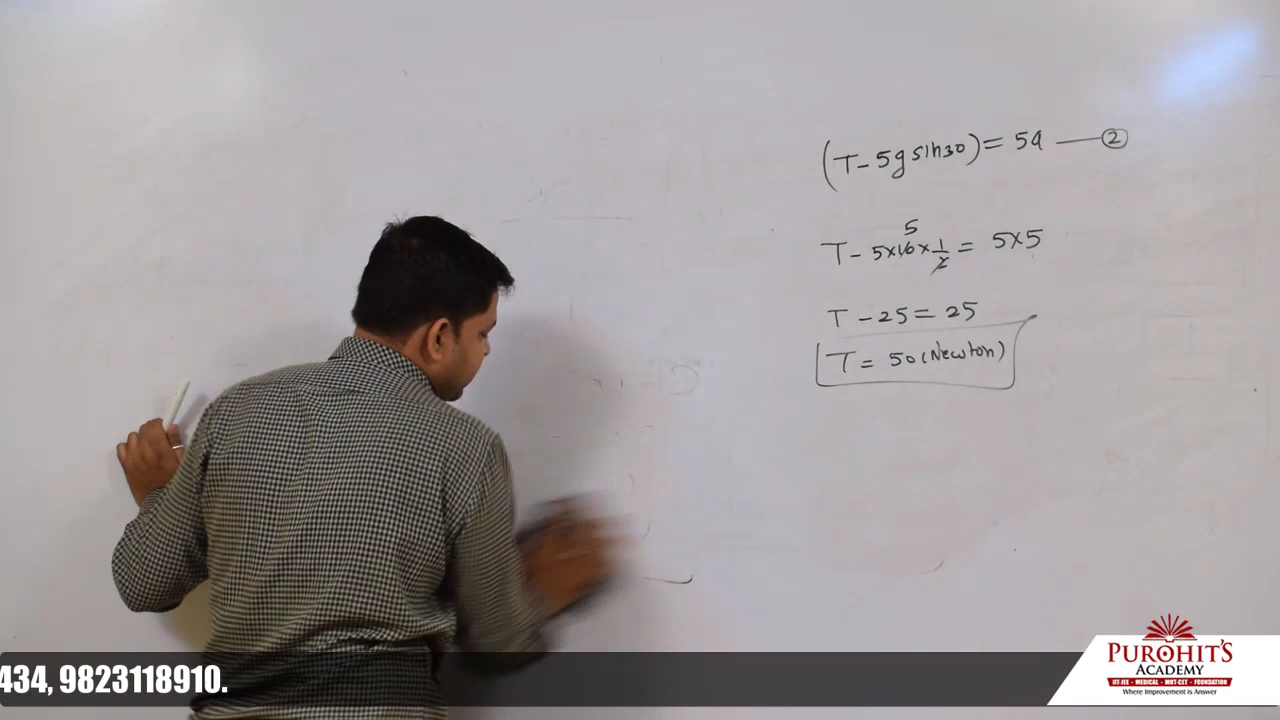 (T - 5g sin30) = 5a — ②
T - 5×10×1/2 = 5×5
5
T - 25 = 25
T = 50 (Newton)
434, 9823118910.
PUROHIT'S
ACADEMY
IIT-JEE - MEDICAL - MHT-CET - FOUNDATION
Where Improvement is Answer